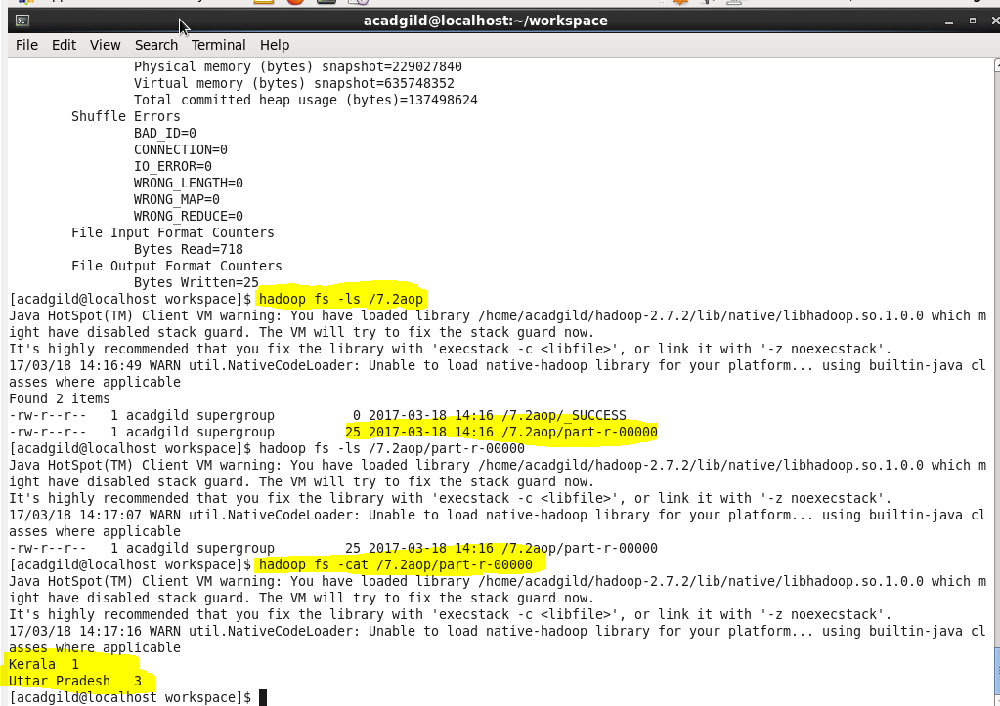 acadgild@localhost:~/workspace
File Edit View Search Terminal Help
Physical memory (bytes) snapshot=229027840
Virtual memory (bytes) snapshot=635748352
Total committed heap usage (bytes)=137498624
Shuffle Errors
BAD_ID=0
CONNECTION=0
IO_ERROR=0
WRONG_LENGTH=0
WRONG_MAP=0
WRONG_REDUCE=0
File Input Format Counters
Bytes Read=718
File Output Format Counters
Bytes Written=25
[acadgild@localhost workspace]$ hadoop fs -ls /7.2aop
Java HotSpot(TM) Client VM warning: You have loaded library /home/acadgild/hadoop-2.7.2/lib/native/libhadoop.so.1.0.0 which m
ight have disabled stack guard. The VM will try to fix the stack guard now.
It's highly recommended that you fix the library with 'execstack -c <libfile>', or link it with '-z noexecstack'.
17/03/18 14:16:49 WARN util.NativeCodeLoader: Unable to load native-hadoop library for your platform... using builtin-java cl
asses where applicable
Found 2 items
-rw-r--r--   1 acadgild supergroup          0 2017-03-18 14:16 /7.2aop/_SUCCESS
-rw-r--r--   1 acadgild supergroup         25 2017-03-18 14:16 /7.2aop/part-r-00000
[acadgild@localhost workspace]$ hadoop fs -ls /7.2aop/part-r-00000
Java HotSpot(TM) Client VM warning: You have loaded library /home/acadgild/hadoop-2.7.2/lib/native/libhadoop.so.1.0.0 which m
ight have disabled stack guard. The VM will try to fix the stack guard now.
It's highly recommended that you fix the library with 'execstack -c <libfile>', or link it with '-z noexecstack'.
17/03/18 14:17:07 WARN util.NativeCodeLoader: Unable to load native-hadoop library for your platform... using builtin-java cl
asses where applicable
-rw-r--r--   1 acadgild supergroup         25 2017-03-18 14:16 /7.2aop/part-r-00000
[acadgild@localhost workspace]$ hadoop fs -cat /7.2aop/part-r-00000
Java HotSpot(TM) Client VM warning: You have loaded library /home/acadgild/hadoop-2.7.2/lib/native/libhadoop.so.1.0.0 which m
ight have disabled stack guard. The VM will try to fix the stack guard now.
It's highly recommended that you fix the library with 'execstack -c <libfile>', or link it with '-z noexecstack'.
17/03/18 14:17:16 WARN util.NativeCodeLoader: Unable to load native-hadoop library for your platform... using builtin-java cl
asses where applicable
Kerala  1
Uttar Pradesh   3
[acadgild@localhost workspace]$